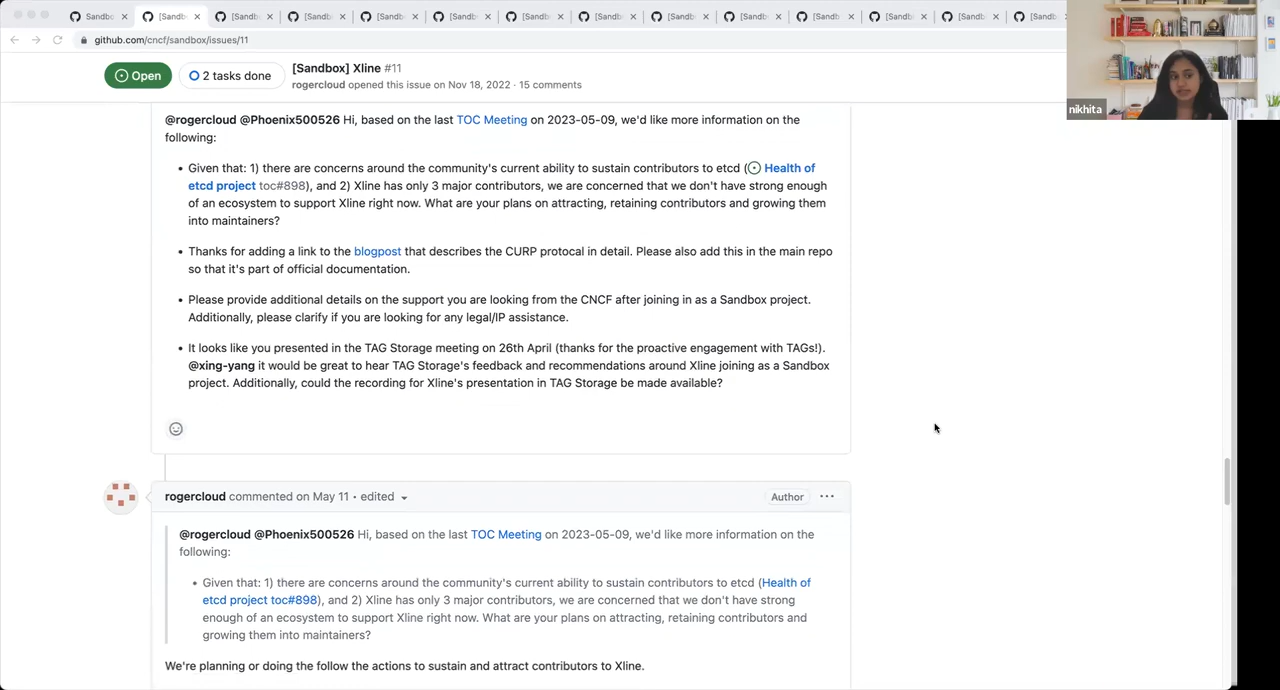 Sandbo
[Sandbo
[Sandbo
[Sandbo
[Sandbo
[Sandbo
[Sandbo
[Sandbo
[Sandbo
[Sandbo
[Sandbo
[Sandbo
[Sandbo
[Sandbo
github.com/cncf/sandbox/issues/11
Open
2 tasks done
[Sandbox] Xline #11
rogercloud opened this issue on Nov 18, 2022 · 15 comments
nikhita
@rogercloud @Phoenix500526 Hi, based on the last TOC Meeting on 2023-05-09, we'd like more information on the
following:
• Given that: 1) there are concerns around the community's current ability to sustain contributors to etcd (Health of
etcd project toc#898), and 2) Xline has only 3 major contributors, we are concerned that we don't have strong enough
of an ecosystem to support Xline right now. What are your plans on attracting, retaining contributors and growing them
into maintainers?
• Thanks for adding a link to the blogpost that describes the CURP protocal in detail. Please also add this in the main repo
so that it's part of official documentation.
• Please provide additional details on the support you are looking from the CNCF after joining in as a Sandbox project.
Additionally, please clarify if you are looking for any legal/IP assistance.
• It looks like you presented in the TAG Storage meeting on 26th April (thanks for the proactive engagement with TAGs!).
@xing-yang it would be great to hear TAG Storage's feedback and recommendations around Xline joining as a Sandbox
project. Additionally, could the recording for Xline's presentation in TAG Storage be made available?
rogercloud commented on May 11 · edited
Author
@rogercloud @Phoenix500526 Hi, based on the last TOC Meeting on 2023-05-09, we'd like more information on the
following:
• Given that: 1) there are concerns around the community's current ability to sustain contributors to etcd (Health of
etcd project toc#898), and 2) Xline has only 3 major contributors, we are concerned that we don't have strong
enough of an ecosystem to support Xline right now. What are your plans on attracting, retaining contributors and
growing them into maintainers?
We're planning or doing the follow the actions to sustain and attract contributors to Xline.